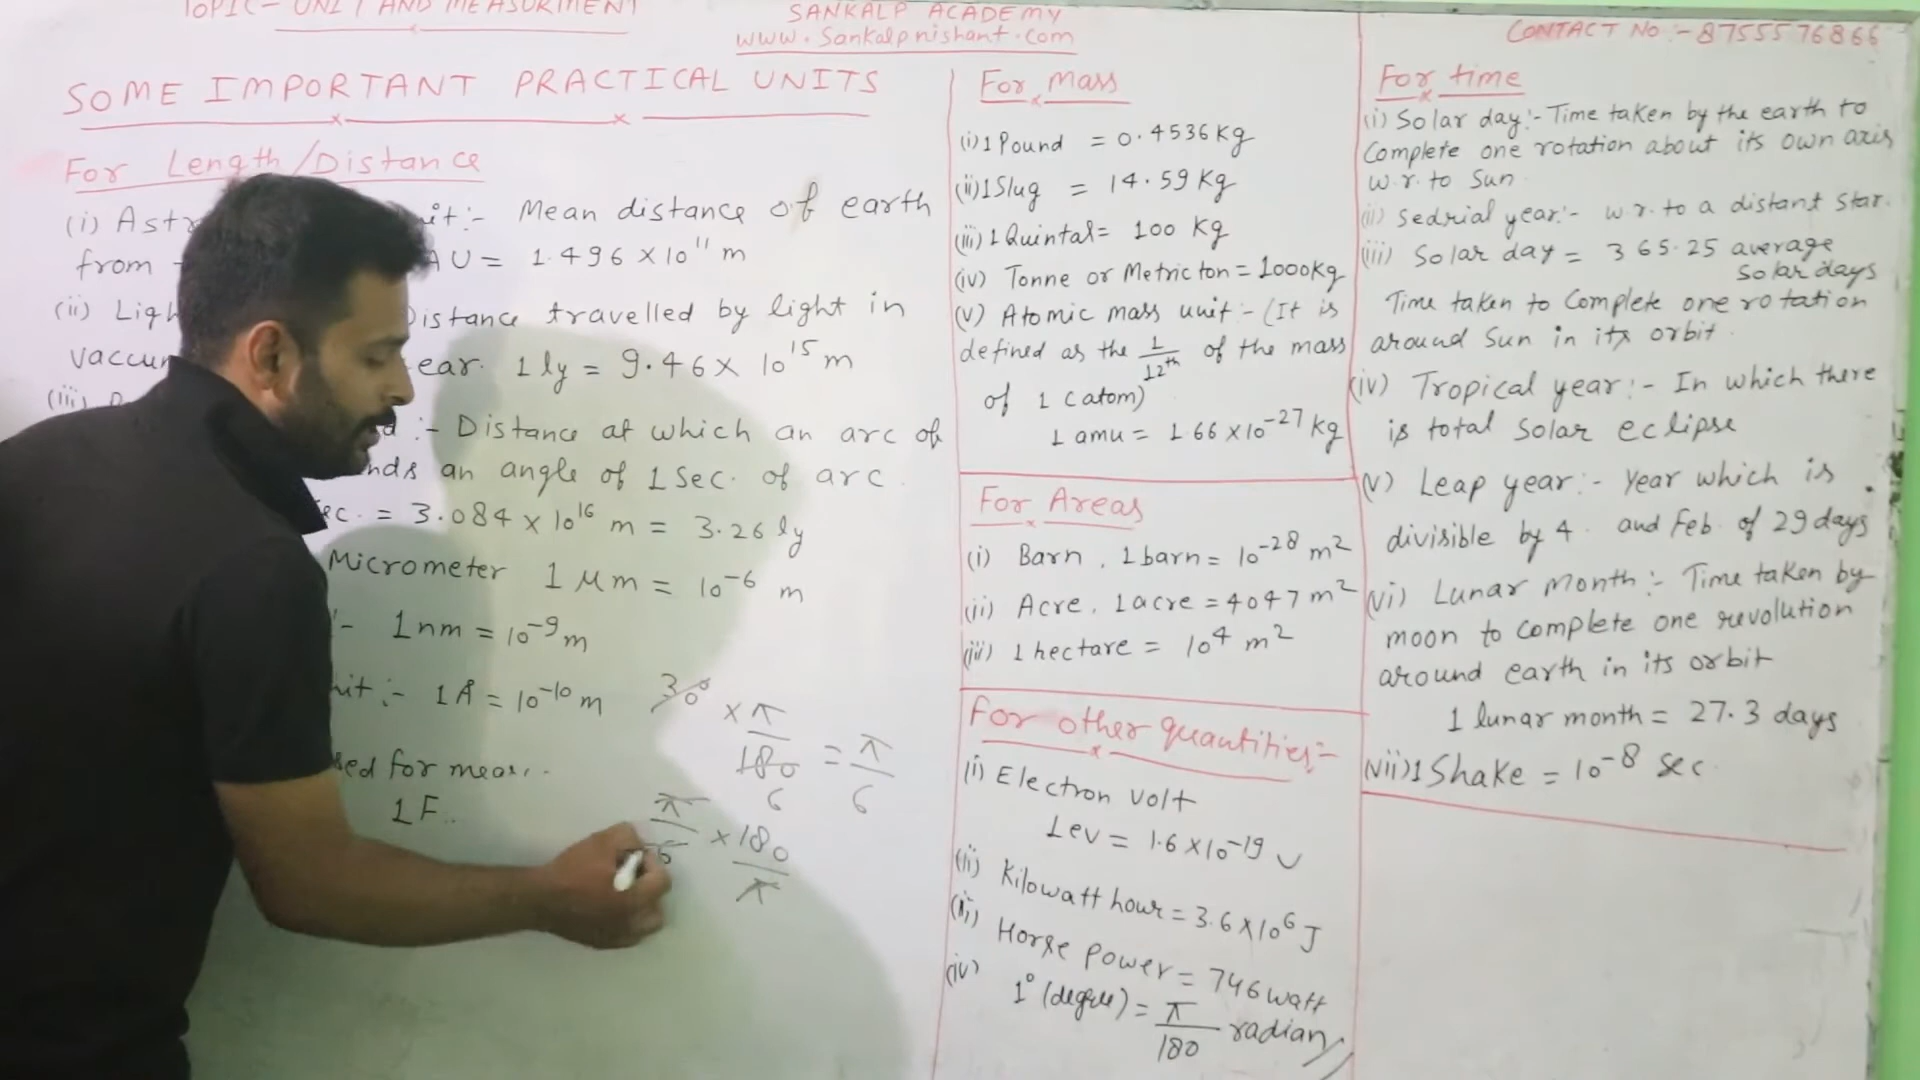 TOPIC- UNIT AND MEASURMENT
SANKALP ACADEMY
www.Sankalpnishant.com
CONTACT NO:-8755576866
SOME IMPORTANT PRACTICAL UNITS
For Length/Distance
(i) Astr it:- Mean distance of earth
from AU = 1.496 X 10¹¹ m
(ii) Ligh Distance travelled by light in
vaccum ear. 1 ly = 9.46 X 10¹⁵ m
(iii) :- Distance at which an arc of
nds an angle of 1 Sec. of arc.
ec. = 3.084 X 10¹⁶ m = 3.26 ly
Micrometer 1 μm = 10⁻⁶ m
:- 1nm = 10⁻⁹ m
nit:- 1 Å = 10⁻¹⁰ m
sed for meas..
1 F..
30° X π/180 = π/6
6
π/6 X 180/π
For Mass
(i) 1 Pound = 0.4536 Kg
(ii) 1 Slug = 14.59 Kg
(iii) 1 Quintal = 100 Kg
(iv) Tonne or Metric ton = 1000kg
(v) Atomic mass unit:- (It is
defined as the 1/12th of the mass
of 1 C atom)
1 amu = 1.66 X 10⁻²⁷ kg
For Areas
(i) Barn, 1 barn = 10⁻²⁸ m²
(ii) Acre, 1 acre = 4047 m²
(iii) 1 hectare = 10⁴ m²
For other quantities:-
(i) Electron volt
1 ev = 1.6 X 10⁻¹⁹ J
(ii) Kilowatt hour = 3.6 X 10⁶ J
(iii) Horse power = 746 watt
(iv) 1° (degree) = π/180 radian
For time
(i) Solar day:- Time taken by the earth to
Complete one rotation about its own axis
w.r. to Sun
(ii) Sedrial year:- w.r. to a distant star.
(iii) Solar day = 365.25 average
solar days
Time taken to Complete one rotation
around Sun in its orbit.
(iv) Tropical year:- In which there
is total Solar eclipse
(v) Leap year:- Year which is
divisible by 4. and Feb. of 29 days
(vi) Lunar Month:- Time taken by
moon to complete one revolution
around earth in its orbit
1 lunar month = 27.3 days
(vii) 1 Shake = 10⁻⁸ Sec.